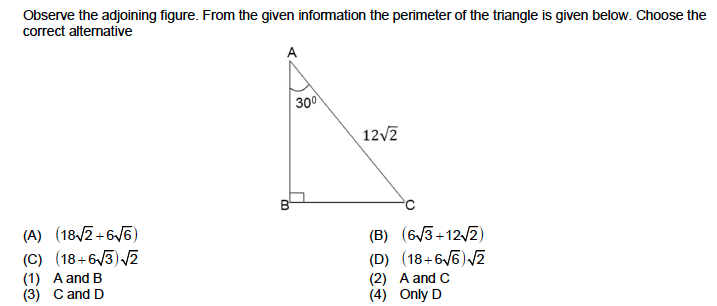 Observe the adjoining figure. From the given information the perimeter of the triangle is given below. Choose the
correct alternative
A
30⁰
12√2
B
C
(A) (18√2+6√6) (B) (6√3+12√2)
(C) (18+6√3)√2 (D) (18+6√6)√2
(1) A and B (2) A and C
(3) C and D (4) Only D